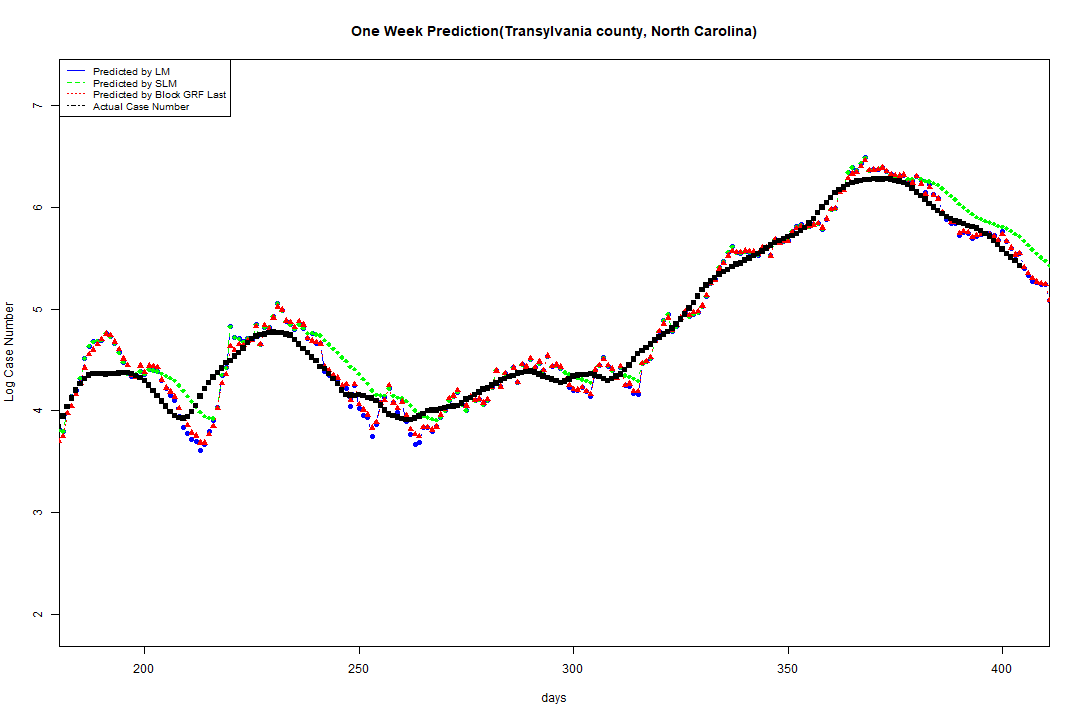 One Week Prediction(Transylvania county, North Carolina)
Predicted by LM
Predicted by SLM
Predicted by Block GRF Last
Actual Case Number
Log Case Number
7
6
5
4
3
2
200 250 300 350 400
days